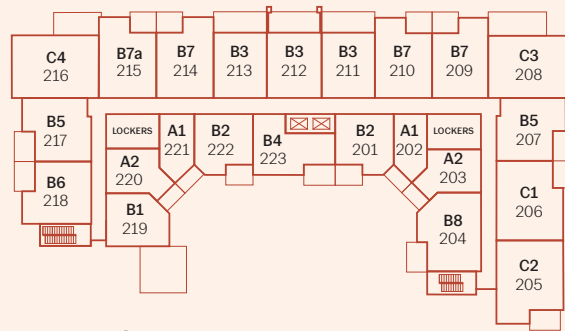 C4
216
B7a
215
B7
214
B3
213
B3
212
B3
211
B7
210
B7
209
C3
208
B5
217
LOCKERS
A1
221
B2
222
B4
223
B2
201
A1
202
LOCKERS
B5
207
A2
220
A2
203
B6
218
B1
219
B8
204
C1
206
C2
205